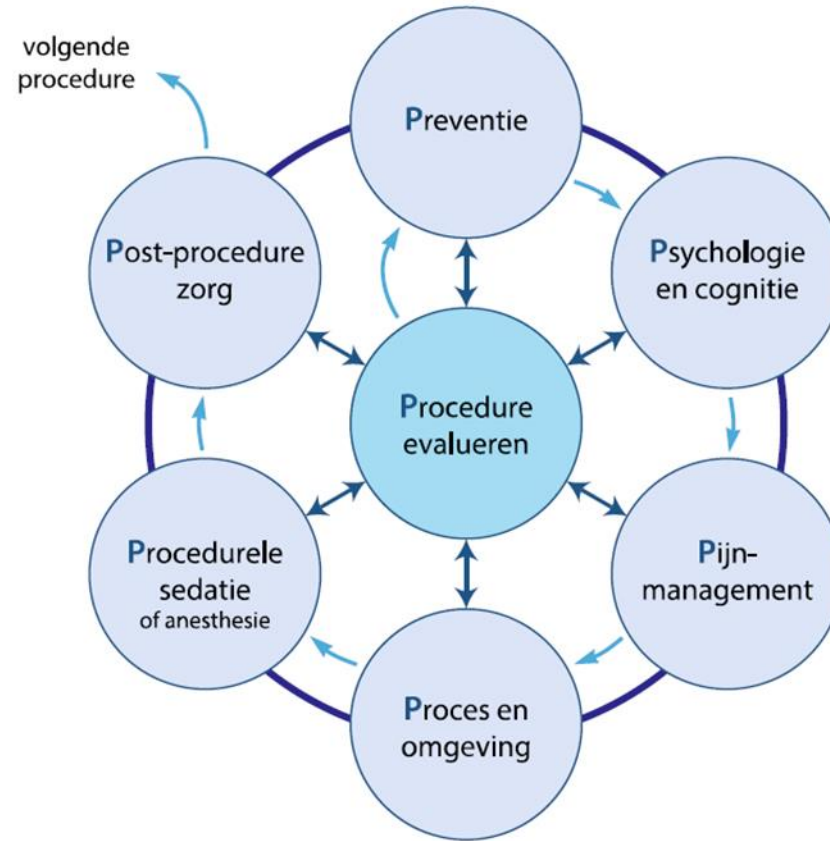 volgende
procedure
Preventie
Psychologie
en cognitie
Pijn-
management
Proces en
omgeving
Procedurele
sedatie
of anesthesie
Post-procedure
zorg
Procedure
evalueren